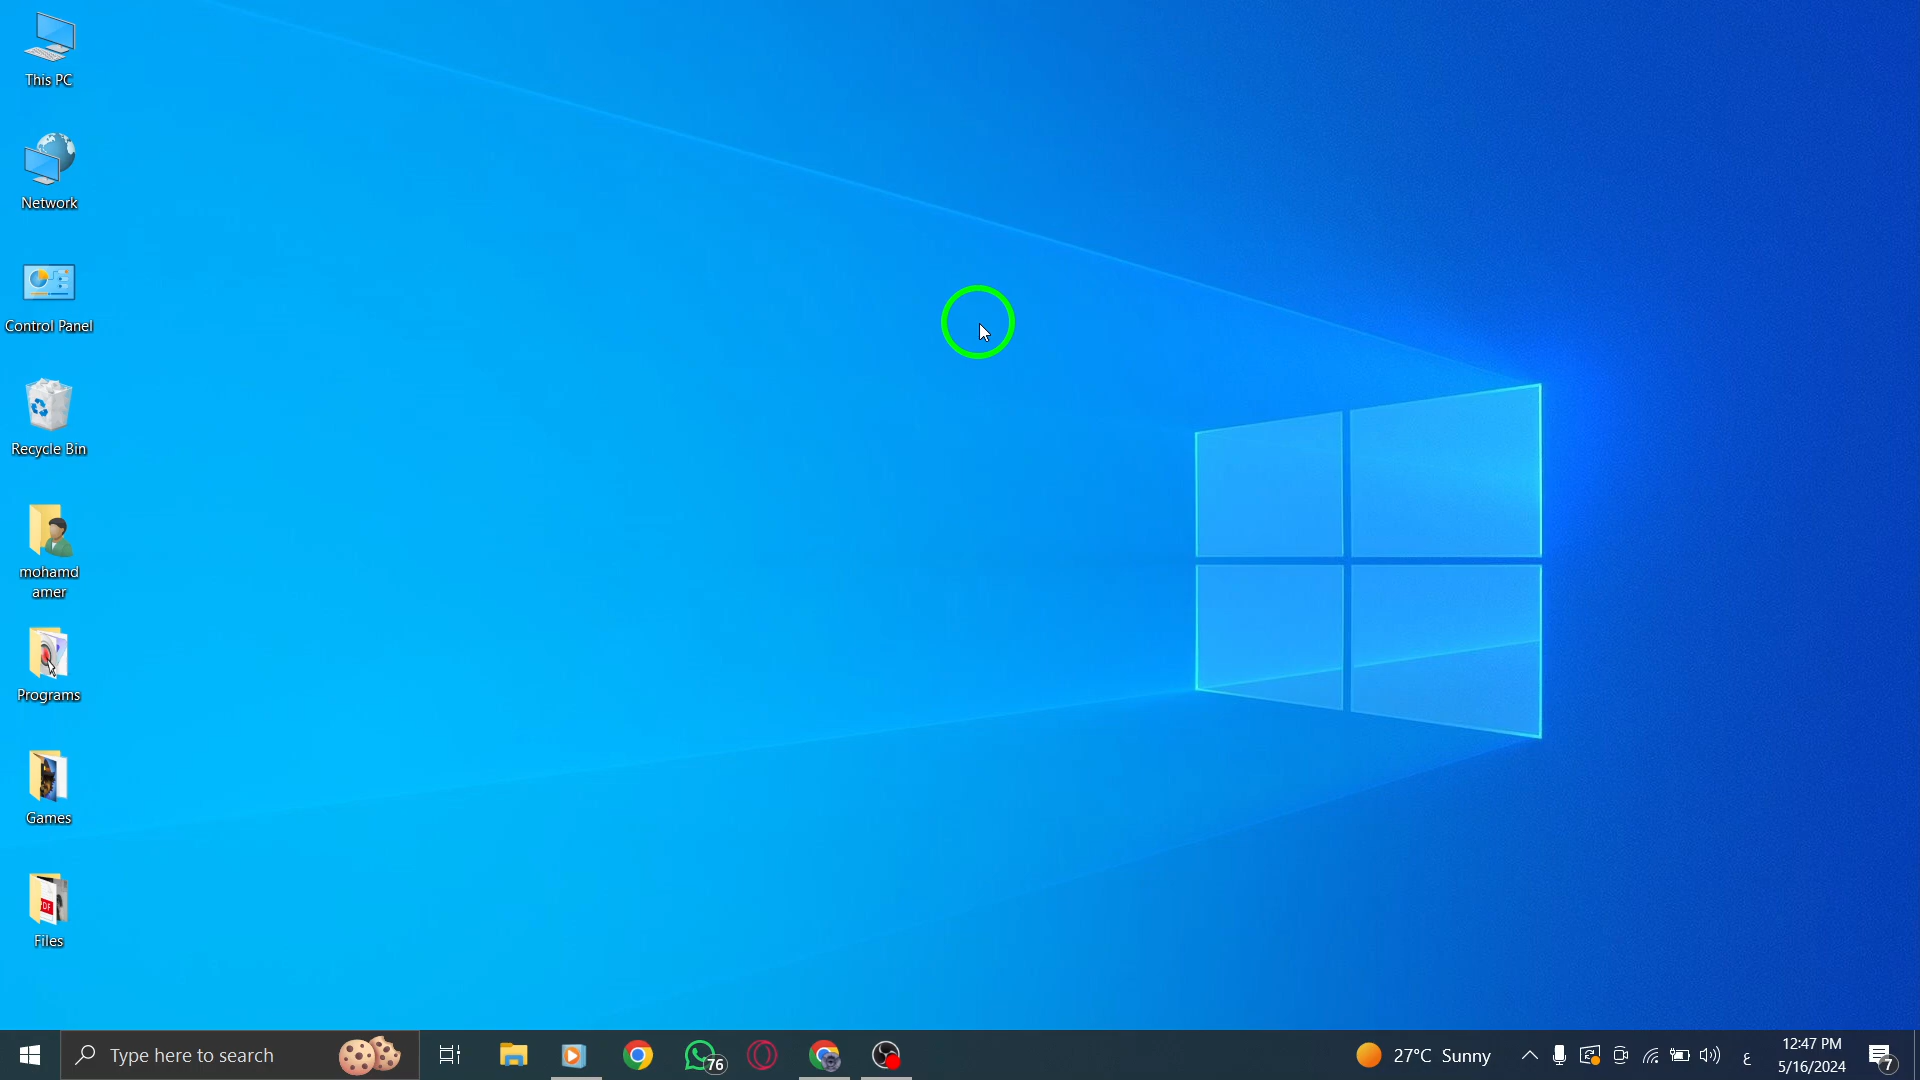 This PC
Network
Control Panel
Recycle Bin
mohamd
amer
Programs
PDF
Games
Files
Type here to search
76
27°C Sunny
ع
12:47 PM
5/16/2024
7